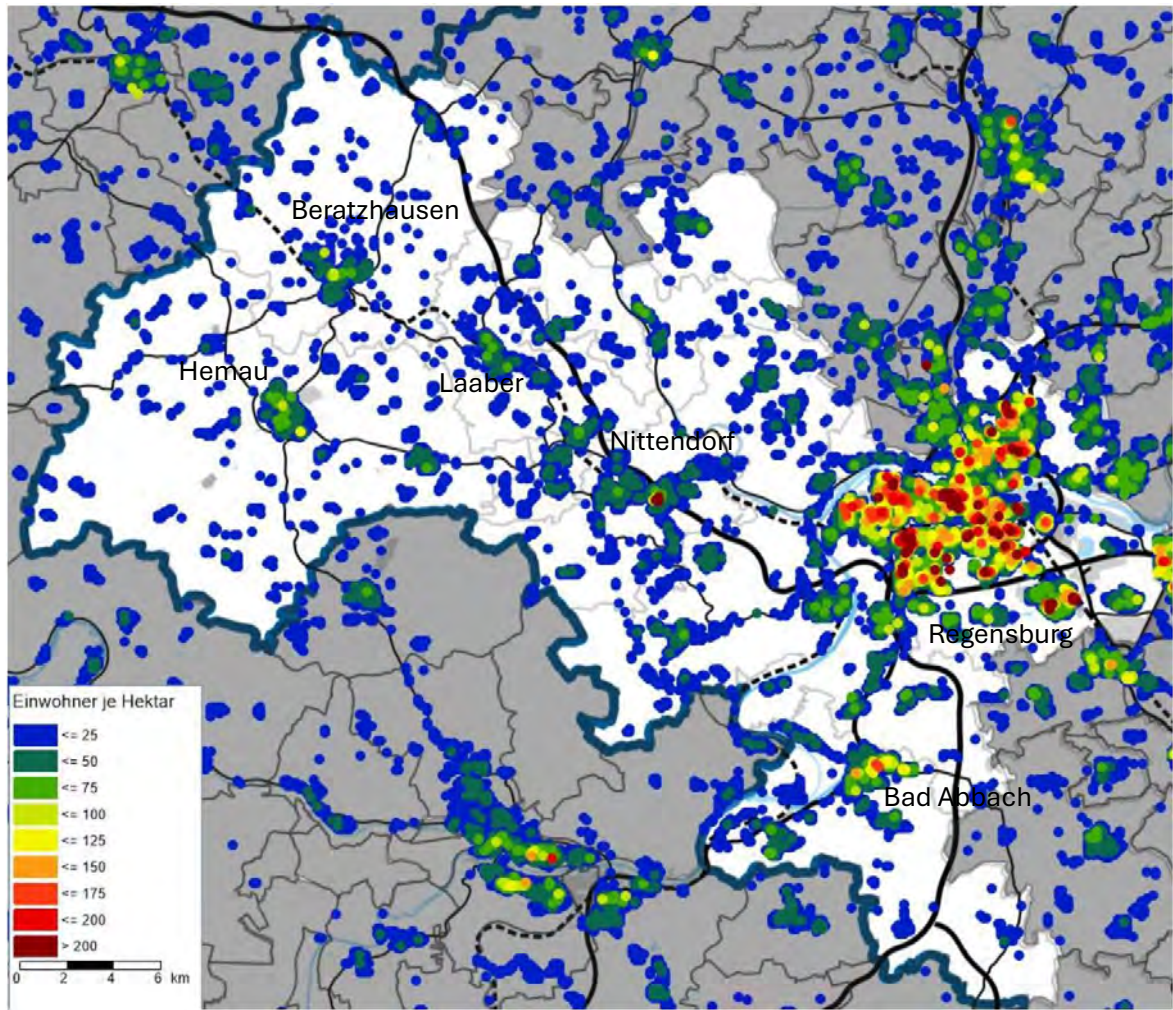 Beratzhausen
Hemau
Laaber
Nittendorf
Regensburg
Bad Abbach
Einwohner je Hektar
<= 25
<= 50
<= 75
<= 100
<= 125
<= 150
<= 175
<= 200
> 200
0 2 4 6 km